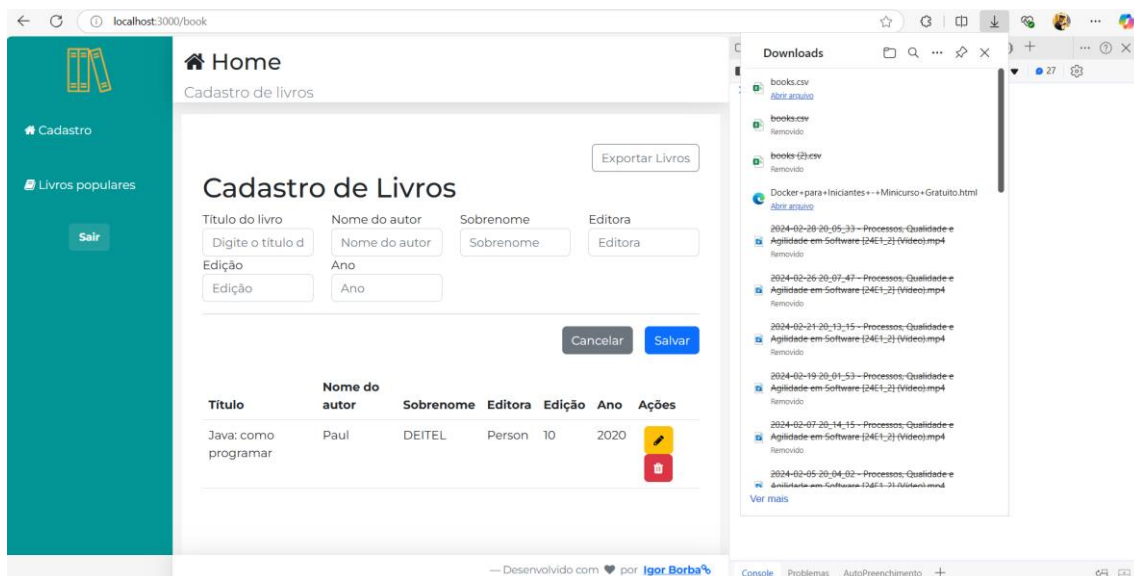 localhost:3000/book
Cadastro
Livros populares
Sair
Home
Cadastro de livros
Exportar Livros
Cadastro de Livros
Título do livro Nome do autor Sobrenome Editora
Digite o título d Nome do autor Sobrenome Editora
Edição Ano
Edição Ano
Cancelar Salvar
Nome do
Título autor Sobrenome Editora Edição Ano Ações
Java: como Paul DEITEL Person 10 2020
programar
— Desenvolvido com por Igor Borba
Downloads
books.csv
Abrir arquivo
books.csv
Removido
books (2).csv
Removido
Docker+para+Iniciantes+-+Minicurso+Gratuito.html
Abrir arquivo
2024-02-28 20_05_33 - Processos, Qualidade e
Agilidade em Software [24E1_2] (Vídeo).mp4
Removido
2024-02-26 20_07_47 - Processos, Qualidade e
Agilidade em Software [24E1_2] (Vídeo).mp4
Removido
2024-02-21 20_13_15 - Processos, Qualidade e
Agilidade em Software [24E1_2] (Vídeo).mp4
Removido
2024-02-19 20_01_53 - Processos, Qualidade e
Agilidade em Software [24E1_2] (Vídeo).mp4
Removido
2024-02-07 20_14_15 - Processos, Qualidade e
Agilidade em Software [24E1_2] (Vídeo).mp4
Removido
2024-02-05 20_04_02 - Processos, Qualidade e
Agilidade em Software [24E1_2] (Vídeo).mp4
Ver mais
27
Console Problemas AutoPreenchimento